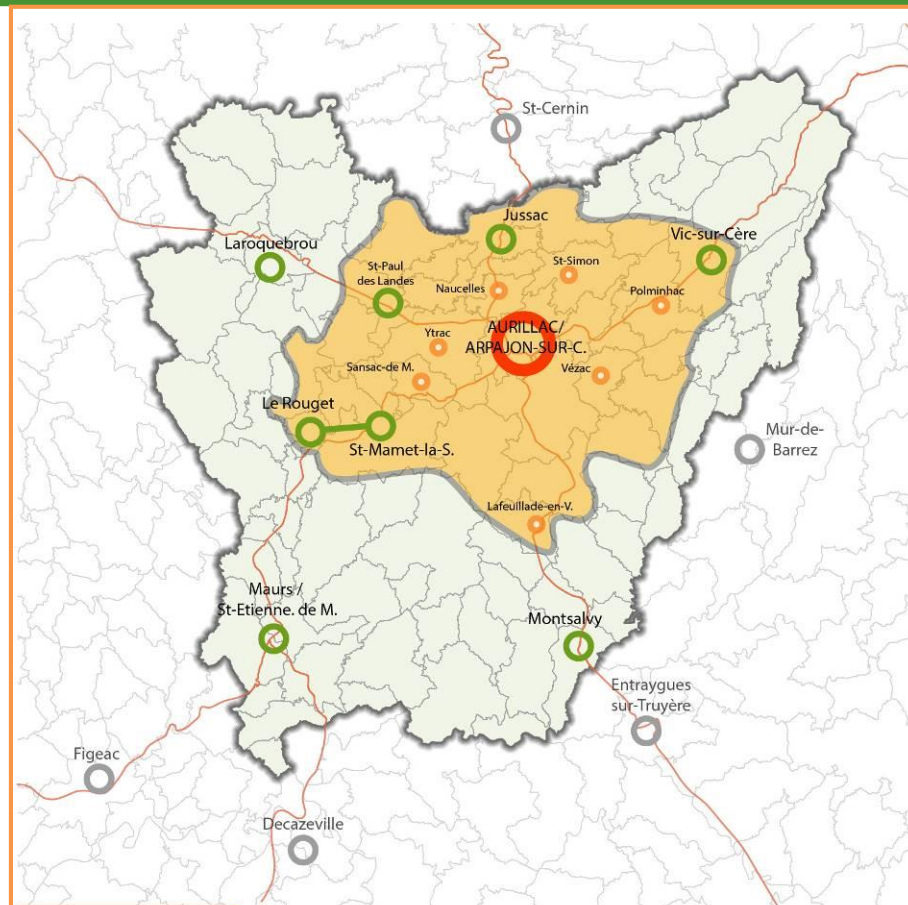 St-Cernin
Jussac
Vic-sur-Cère
Laroquebrou
St-Paul
des Landes
St-Simon
Naucelles
Polminhac
AURILLAC/
ARPAJON-SUR-C.
Ytrac
Sansac-de M.
Vézac
Le Rouget
St-Mamet-la-S.
Mur-de-
Barrez
Lafeuillade-en-V.
Maurs /
St-Etienne. de M.
Montsalvy
Entraygues
sur-Truyère
Figeac
Decazeville